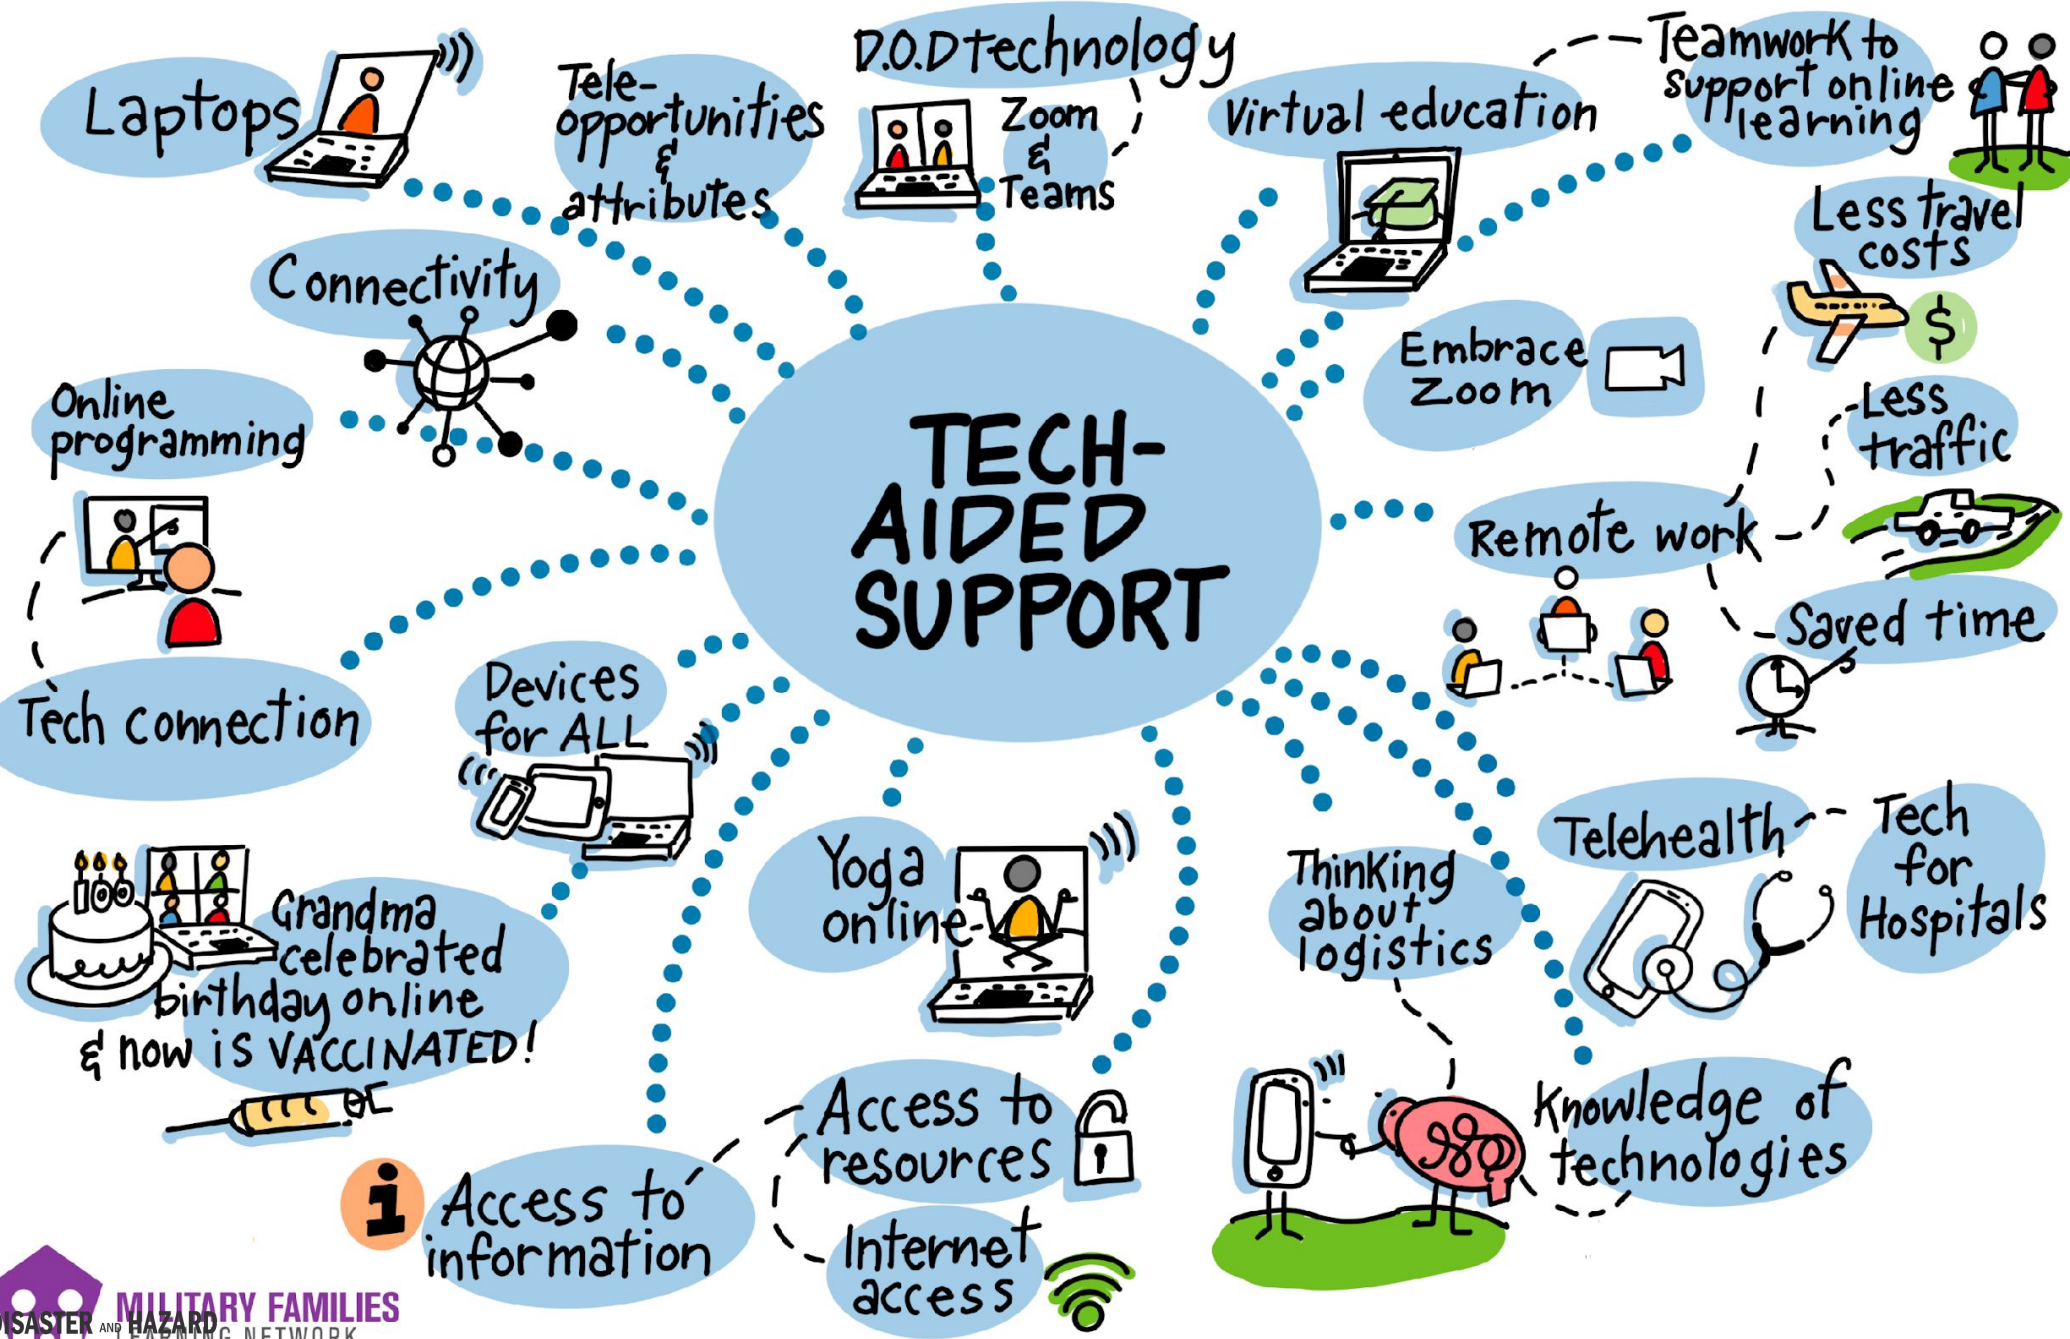 Laptops
Tele-
opportunities
&
attributes
D.O.D technology
Zoom
&
Teams
Virtual education
Teamwork to
support online
learning
Less travel
costs
$
Connectivity
Embrace
Zoom
Less
traffic
Online
programming
TECH-
AIDED
SUPPORT
Remote work
Saved time
Tech connection
Devices
for ALL
Telehealth
Tech
for
Hospitals
100
Grandma
celebrated
birthday online
& now is VACCINATED!
Yoga
online
Thinking
about
logistics
Access to
resources
Knowledge of
technologies
i
Access to
information
Internet
access
MILITARY FAMILIES
LEARNING NETWORK
DISASTER AND HAZARD